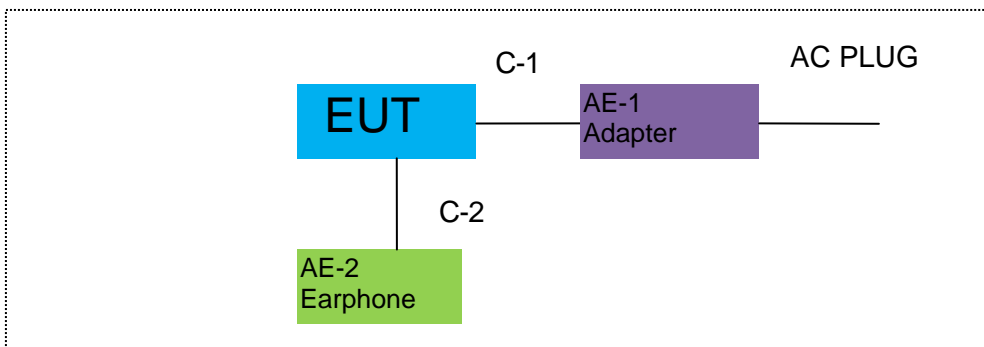 C-1
AC PLUG
EUT
AE-1
Adapter
C-2
AE-2
Earphone